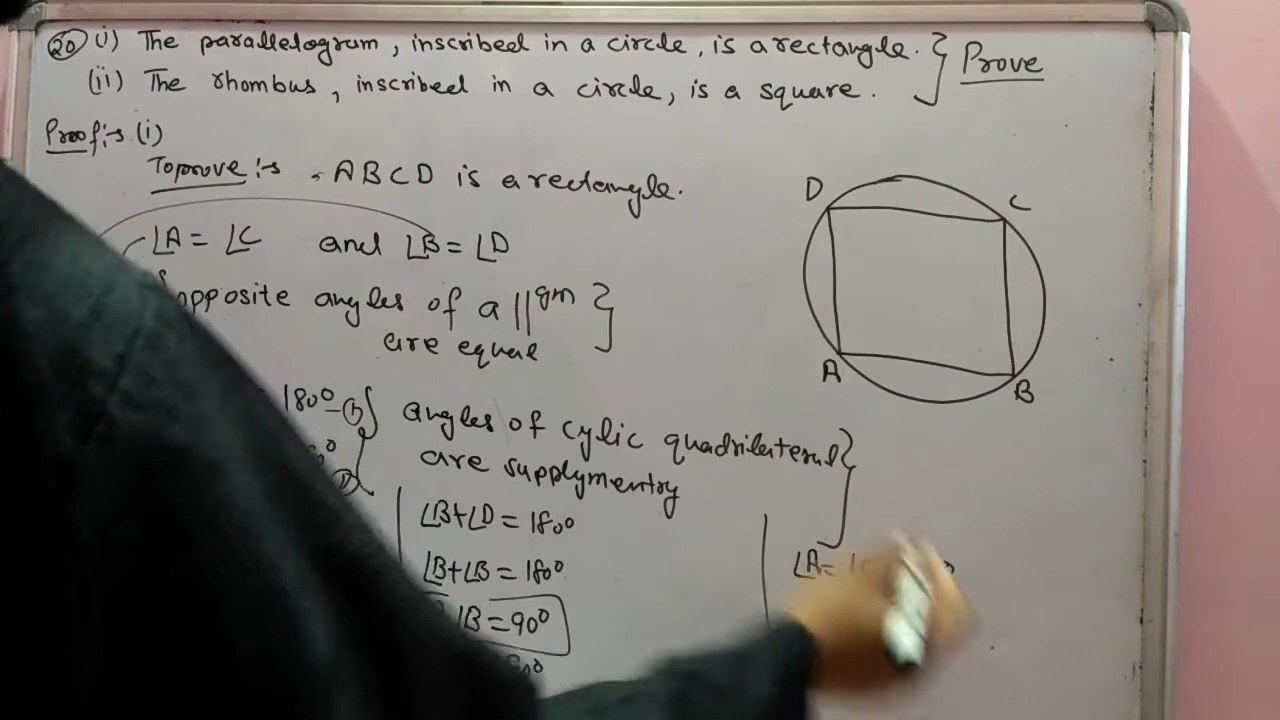 20 (i) The parallelogram, inscribed in a circle, is a rectangle. } Prove
(ii) The rhombus, inscribed in a circle, is a square.
Proof:- (i)
To prove :- ABCD is a rectangle.
∠A = ∠C and ∠B = ∠D
{opposite angles of a ||gm }
are equal
180° -①} angles of cylic quadrilateral}
are supplymentry
∠B+∠D = 180°
∠B+∠B = 180°
∠B = 90°
∠A =
D
C
A
B